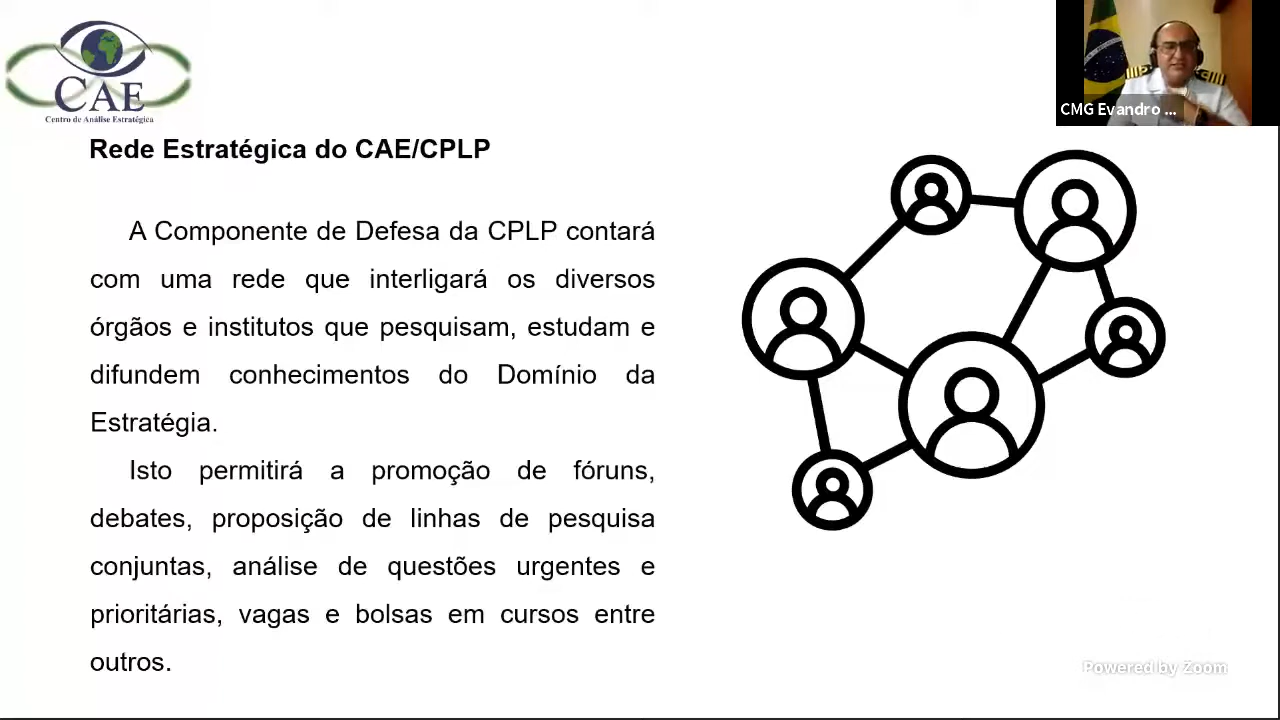 CAE
Centro de Análise Estratégica
CMG Evandro ...
Rede Estratégica do CAE/CPLP
A Componente de Defesa da CPLP contará
com uma rede que interligará os diversos
órgãos e institutos que pesquisam, estudam e
difundem conhecimentos do Domínio da
Estratégia.
Isto permitirá a promoção de fóruns,
debates, proposição de linhas de pesquisa
conjuntas, análise de questões urgentes e
prioritárias, vagas e bolsas em cursos entre
outros.
Powered by Zoom